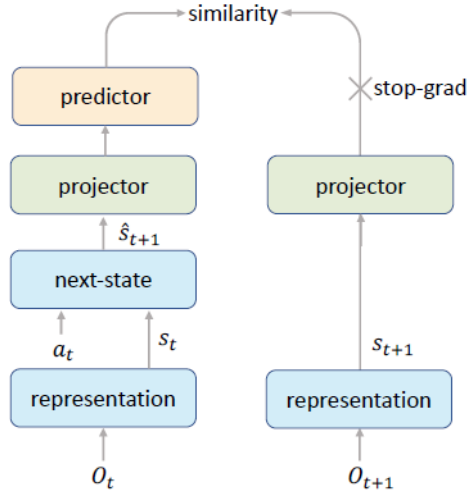 similarity
predictor
stop-grad
projector
projector
ŝ_{t+1}
next-state
a_t
s_t
s_{t+1}
representation
representation
O_t
O_{t+1}